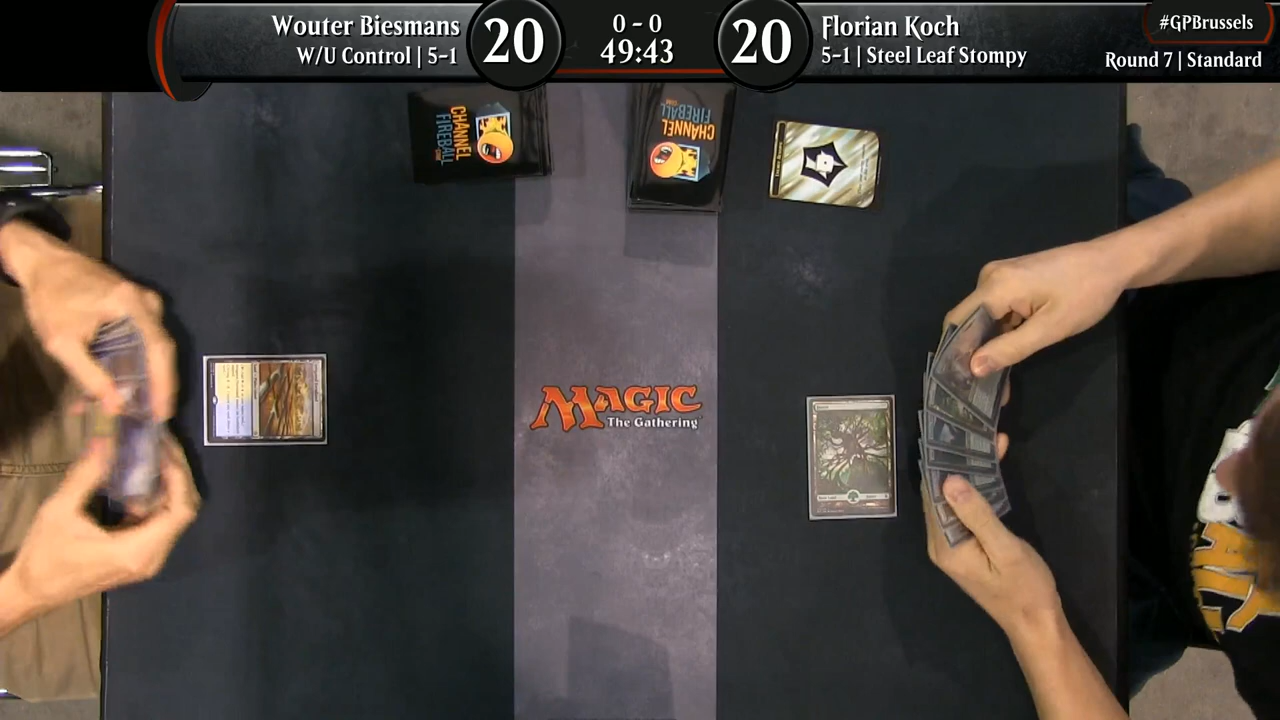 Wouter Biesmans
W/U Control | 5-1
20
0 - 0
49:43
20
Florian Koch
5-1 | Steel Leaf Stompy
#GPBrussels
Round 7 | Standard
CHANNEL
FIREBALL
CHANNEL
FIREBALL
MAGIC
The Gathering